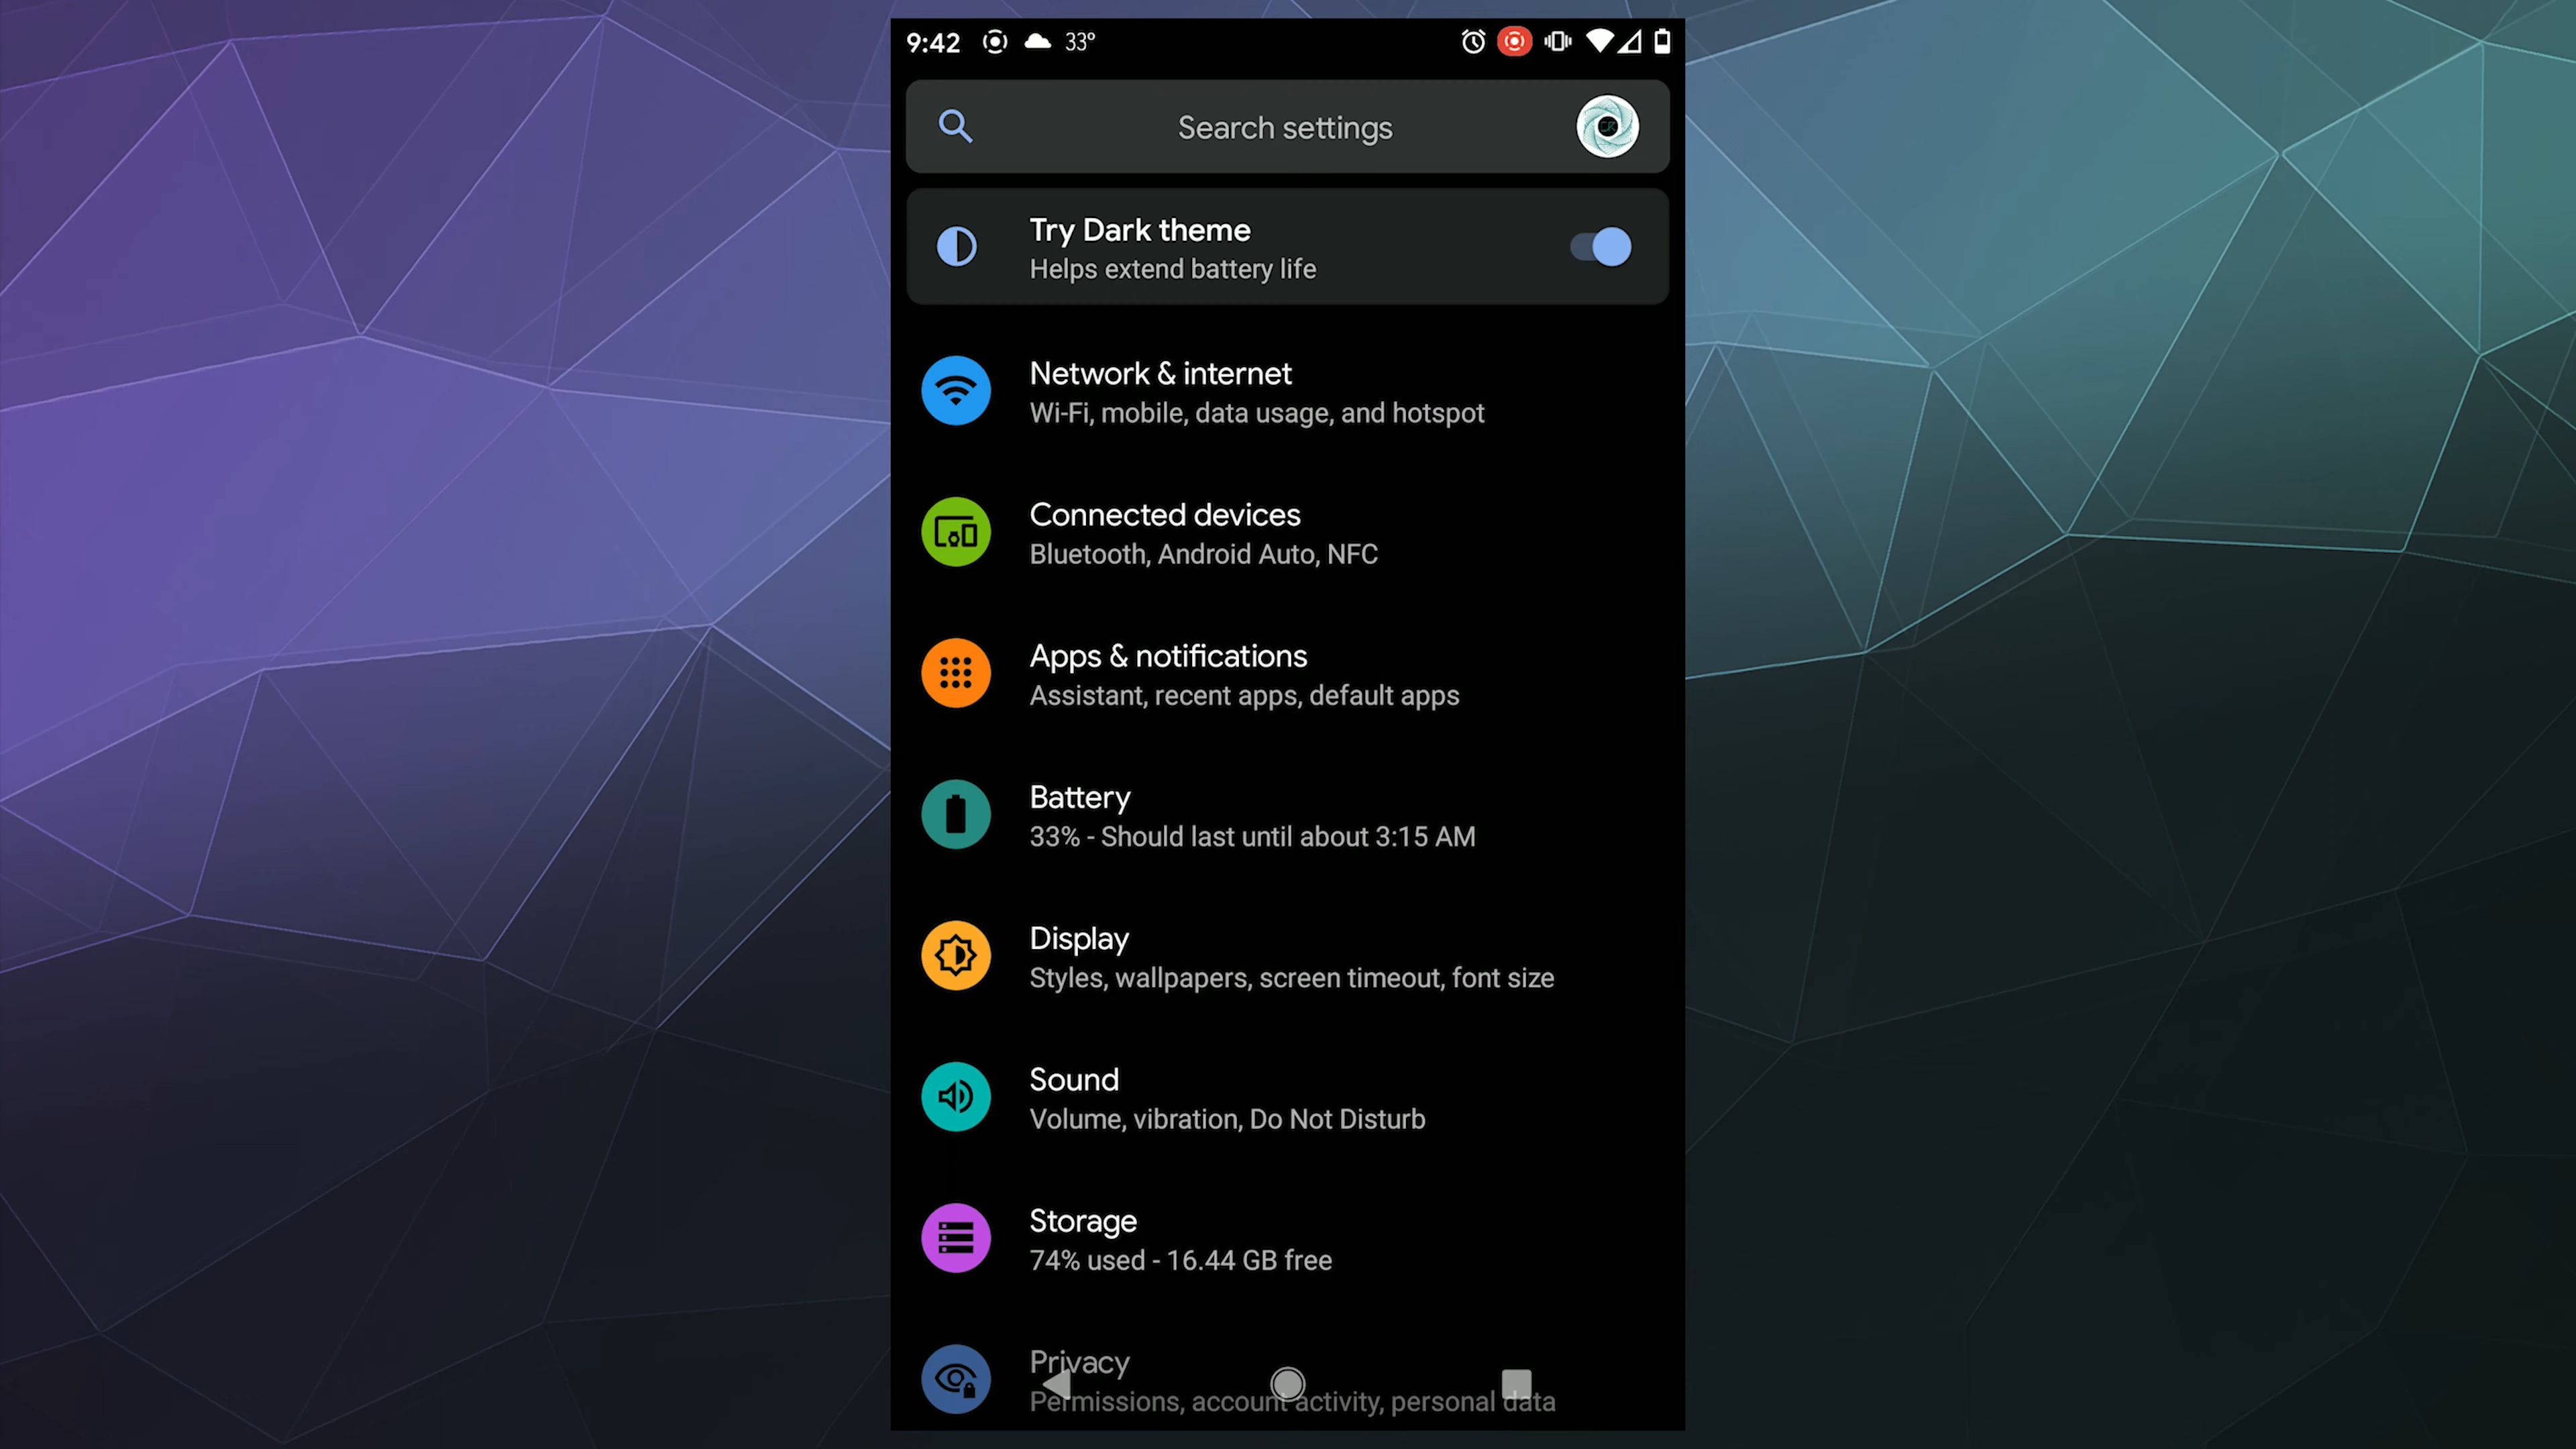 9:42 33°
Search settings
Try Dark theme
Helps extend battery life
Network & internet
Wi-Fi, mobile, data usage, and hotspot
Connected devices
Bluetooth, Android Auto, NFC
Apps & notifications
Assistant, recent apps, default apps
Battery
33% - Should last until about 3:15 AM
Display
Styles, wallpapers, screen timeout, font size
Sound
Volume, vibration, Do Not Disturb
Storage
74% used - 16.44 GB free
Privacy
Permissions, account activity, personal data